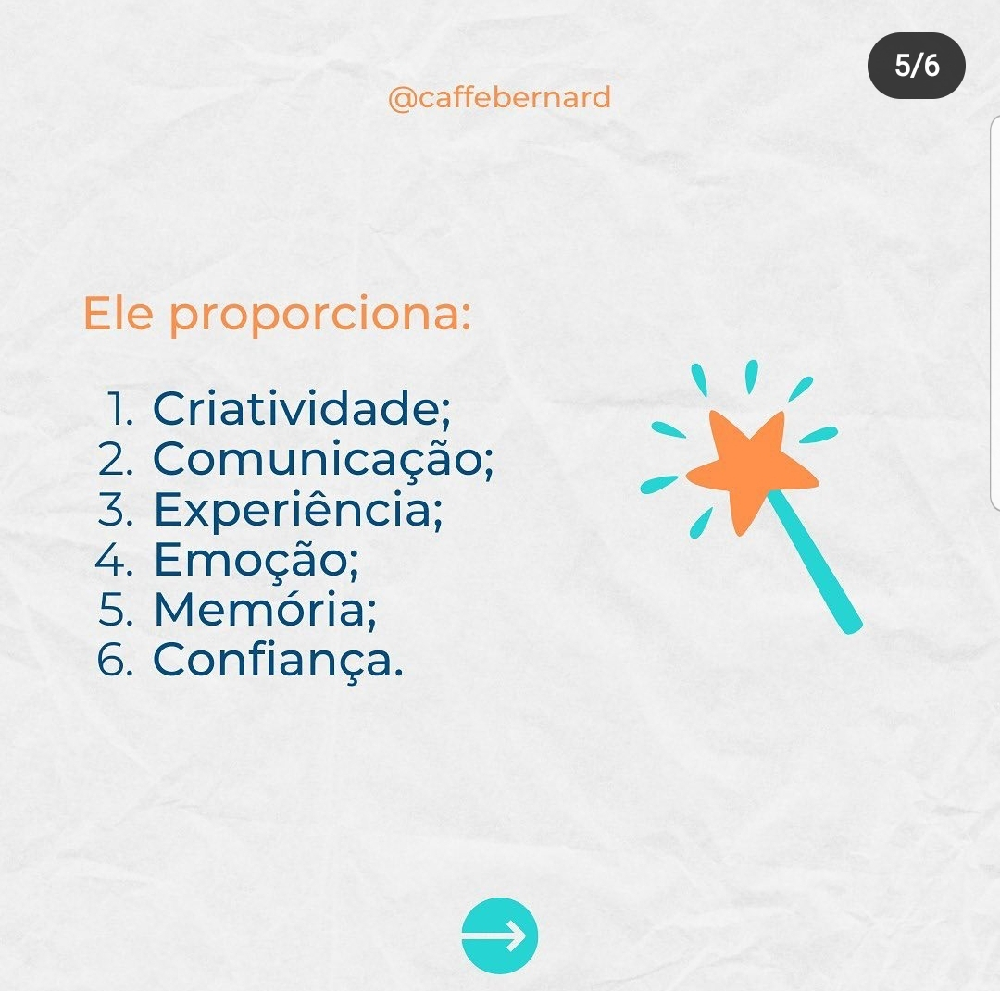 5/6
@caffebernard
Ele proporciona:
1. Criatividade;
2. Comunicação;
3. Experiência;
4. Emoção;
5. Memória;
6. Confiança.